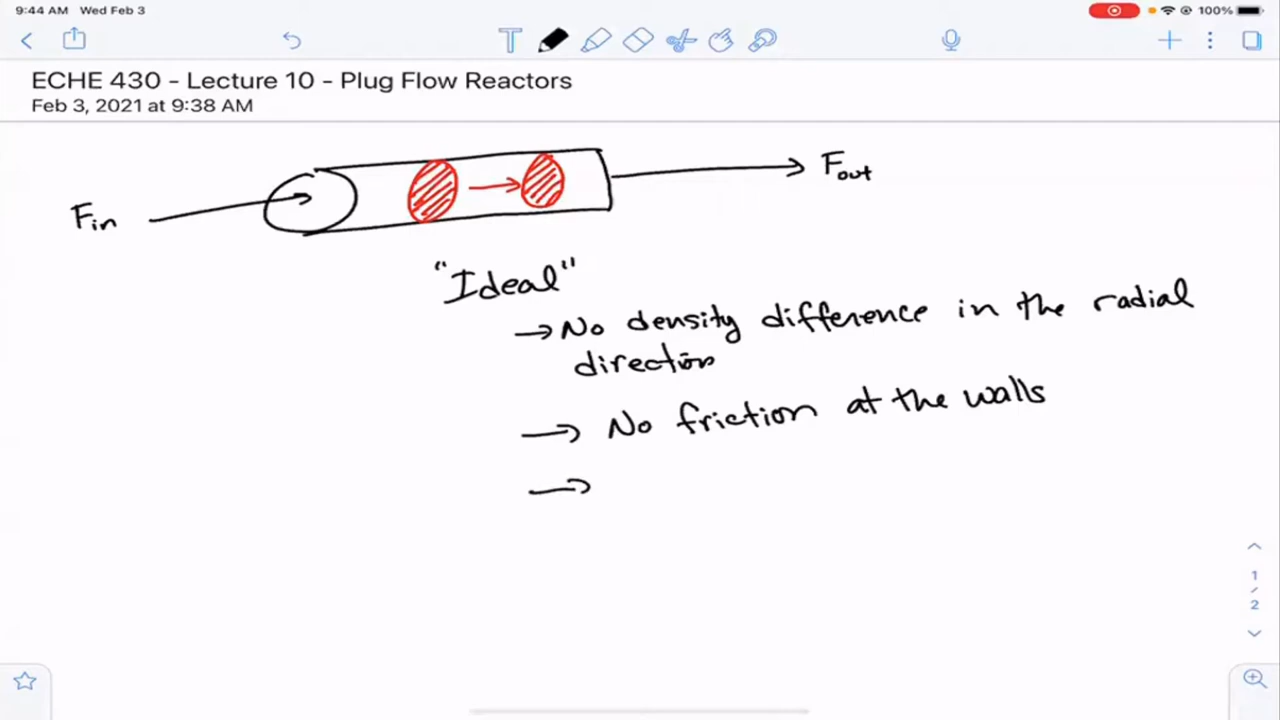 9:44 AM Wed Feb 3
100%
T
ECHE 430 - Lecture 10 - Plug Flow Reactors
Feb 3, 2021 at 9:38 AM
Fin
Fout
"Ideal"
→ No density difference in the radial
direction
→ No friction at the walls
→
1
/
2